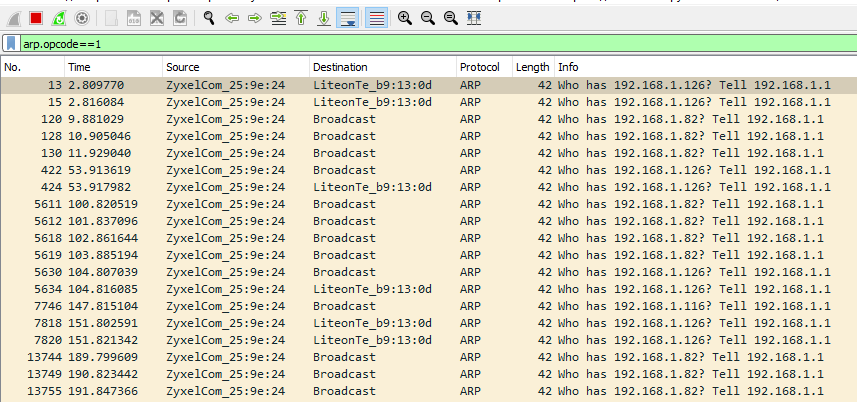 arp.opcode==1
No. Time Source Destination Protocol Length Info
13 2.809770 ZyxelCom_25:9e:24 LiteonTe_b9:13:0d ARP 42 Who has 192.168.1.126? Tell 192.168.1.1
15 2.816084 ZyxelCom_25:9e:24 LiteonTe_b9:13:0d ARP 42 Who has 192.168.1.126? Tell 192.168.1.1
120 9.881029 ZyxelCom_25:9e:24 Broadcast ARP 42 Who has 192.168.1.82? Tell 192.168.1.1
128 10.905046 ZyxelCom_25:9e:24 Broadcast ARP 42 Who has 192.168.1.82? Tell 192.168.1.1
130 11.929040 ZyxelCom_25:9e:24 Broadcast ARP 42 Who has 192.168.1.82? Tell 192.168.1.1
422 53.913619 ZyxelCom_25:9e:24 Broadcast ARP 42 Who has 192.168.1.126? Tell 192.168.1.1
424 53.917982 ZyxelCom_25:9e:24 LiteonTe_b9:13:0d ARP 42 Who has 192.168.1.126? Tell 192.168.1.1
5611 100.820519 ZyxelCom_25:9e:24 Broadcast ARP 42 Who has 192.168.1.82? Tell 192.168.1.1
5612 101.837096 ZyxelCom_25:9e:24 Broadcast ARP 42 Who has 192.168.1.82? Tell 192.168.1.1
5618 102.861644 ZyxelCom_25:9e:24 Broadcast ARP 42 Who has 192.168.1.82? Tell 192.168.1.1
5619 103.885194 ZyxelCom_25:9e:24 Broadcast ARP 42 Who has 192.168.1.82? Tell 192.168.1.1
5630 104.807039 ZyxelCom_25:9e:24 Broadcast ARP 42 Who has 192.168.1.126? Tell 192.168.1.1
5634 104.816085 ZyxelCom_25:9e:24 LiteonTe_b9:13:0d ARP 42 Who has 192.168.1.126? Tell 192.168.1.1
7746 147.815104 ZyxelCom_25:9e:24 Broadcast ARP 42 Who has 192.168.1.116? Tell 192.168.1.1
7818 151.802591 ZyxelCom_25:9e:24 LiteonTe_b9:13:0d ARP 42 Who has 192.168.1.126? Tell 192.168.1.1
7820 151.821342 ZyxelCom_25:9e:24 LiteonTe_b9:13:0d ARP 42 Who has 192.168.1.126? Tell 192.168.1.1
13744 189.799609 ZyxelCom_25:9e:24 Broadcast ARP 42 Who has 192.168.1.82? Tell 192.168.1.1
13749 190.823442 ZyxelCom_25:9e:24 Broadcast ARP 42 Who has 192.168.1.82? Tell 192.168.1.1
13755 191.847366 ZyxelCom_25:9e:24 Broadcast ARP 42 Who has 192.168.1.82? Tell 192.168.1.1